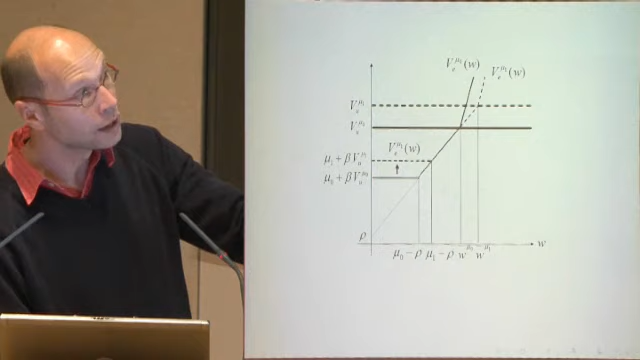 V_e^{μ_1}(w)
V_e^{μ_1}(w)
V_u^{μ_1}
V_u^{μ_0}
V_e^{μ_1}(w)
μ_1 + βV_u^{μ_1}
μ_0 + βV_u^{μ_0}
ρ
μ_0 − ρ μ_1 − ρ w^{μ_0} w^{μ_1} w